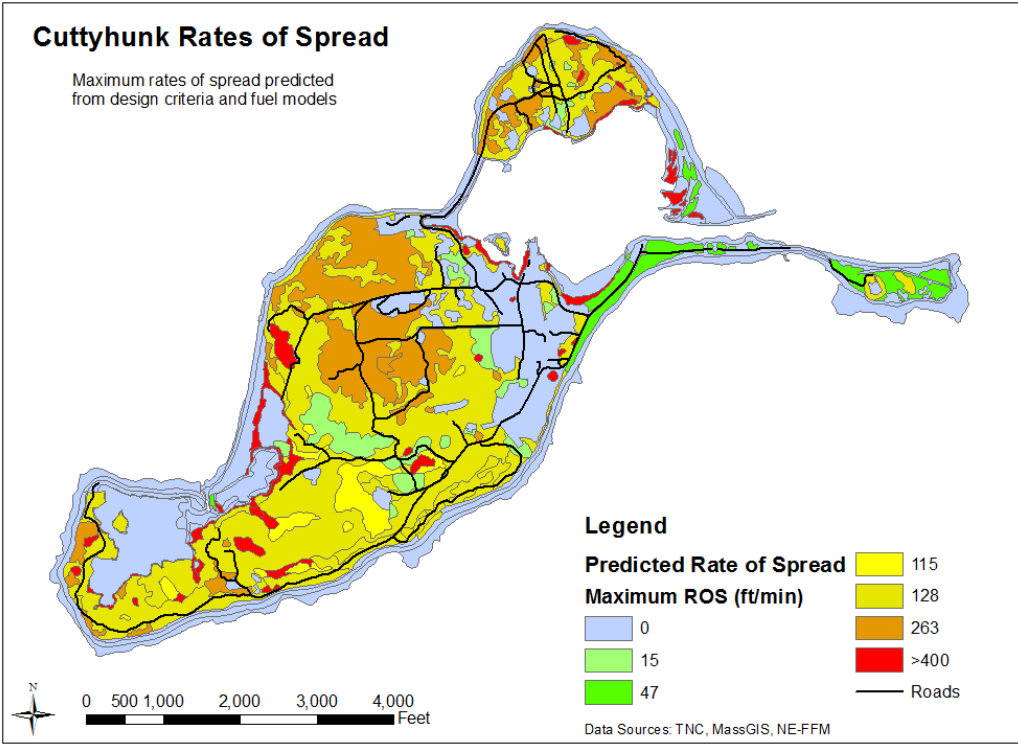 Cuttyhunk Rates of Spread
Maximum rates of spread predicted
from design criteria and fuel models
Legend
Predicted Rate of Spread
Maximum ROS (ft/min)
0
15
47
115
128
263
>400
Roads
N
0 500 1,000 2,000 3,000 4,000
Feet
Data Sources: TNC, MassGIS, NE-FFM